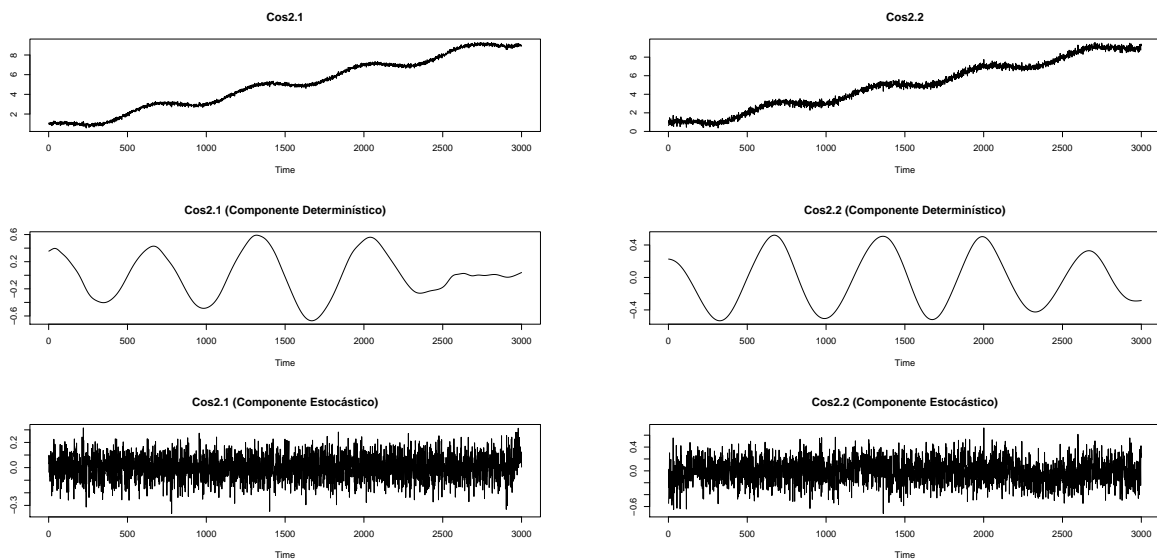 Cos2.1
2 4 6 8
0 500 1000 1500 2000 2500 3000
Time
Cos2.2
0 2 4 6 8
0 500 1000 1500 2000 2500 3000
Time
Cos2.1 (Componente Determinístico)
−0.6 −0.2 0.2 0.6
0 500 1000 1500 2000 2500 3000
Time
Cos2.2 (Componente Determinístico)
−0.4 0.0 0.4
0 500 1000 1500 2000 2500 3000
Time
Cos2.1 (Componente Estocástico)
−0.3 0.0 0.2
0 500 1000 1500 2000 2500 3000
Time
Cos2.2 (Componente Estocástico)
−0.6 0.0 0.4
0 500 1000 1500 2000 2500 3000
Time